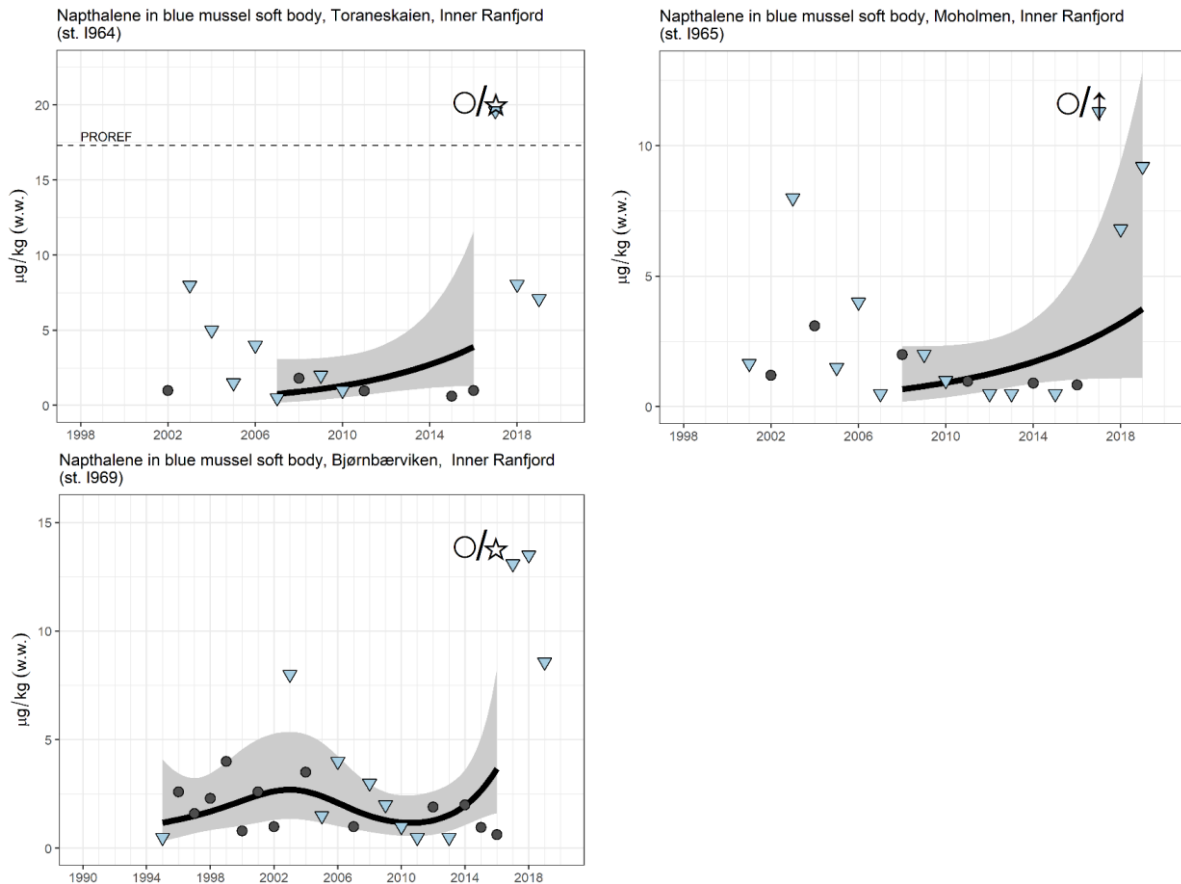 Napthalene in blue mussel soft body, Toraneskaien, Inner Ranfjord
(st. I964)
20
15
10
5
0
µg/kg (w.w.)
PROREF
1998 2002 2006 2010 2014 2018
Napthalene in blue mussel soft body, Moholmen, Inner Ranfjord
(st. I965)
10
5
0
µg/kg (w.w.)
1998 2002 2006 2010 2014 2018
Napthalene in blue mussel soft body, Bjørnbærviken, Inner Ranfjord
(st. I969)
15
10
5
0
µg/kg (w.w.)
1990 1994 1998 2002 2006 2010 2014 2018